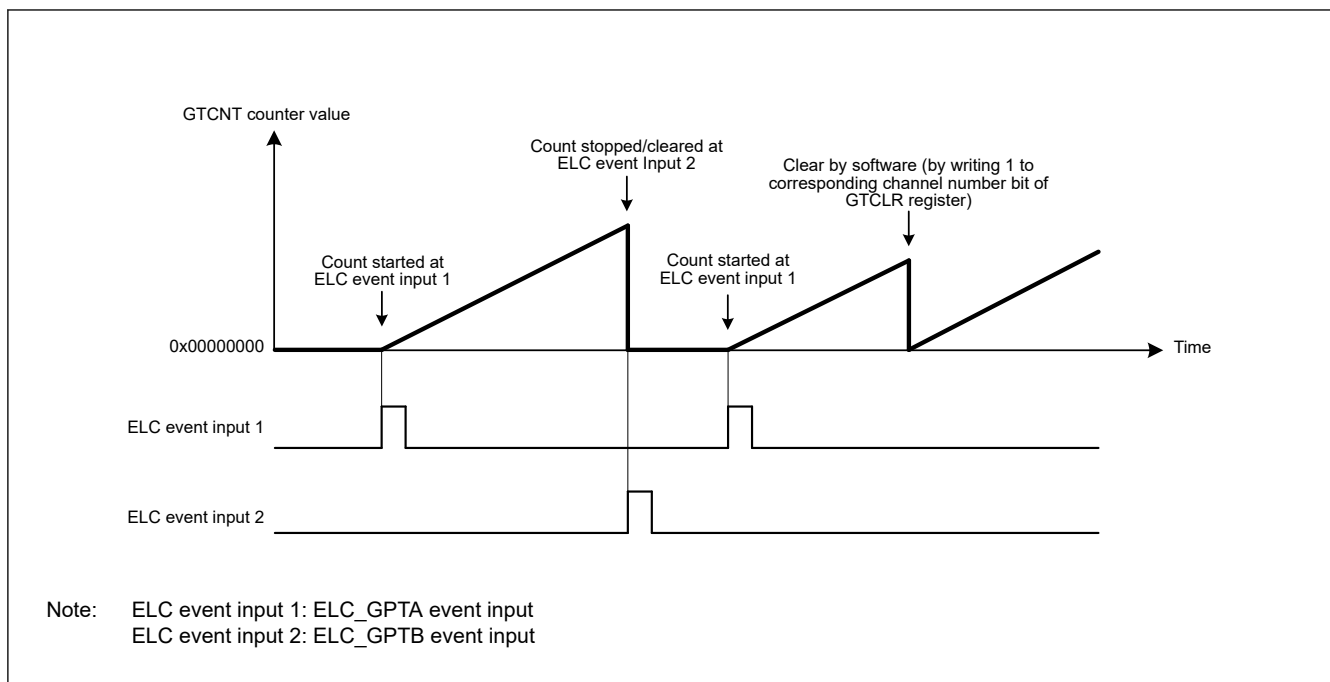 GTCNT counter value
Count stopped/cleared at
ELC event Input 2
Clear by software (by writing 1 to
corresponding channel number bit of
GTCLR register)
Count started at
ELC event input 1
Count started at
ELC event input 1
0x00000000
Time
ELC event input 1
ELC event input 2
Note: ELC event input 1: ELC_GPTA event input
ELC event input 2: ELC_GPTB event input